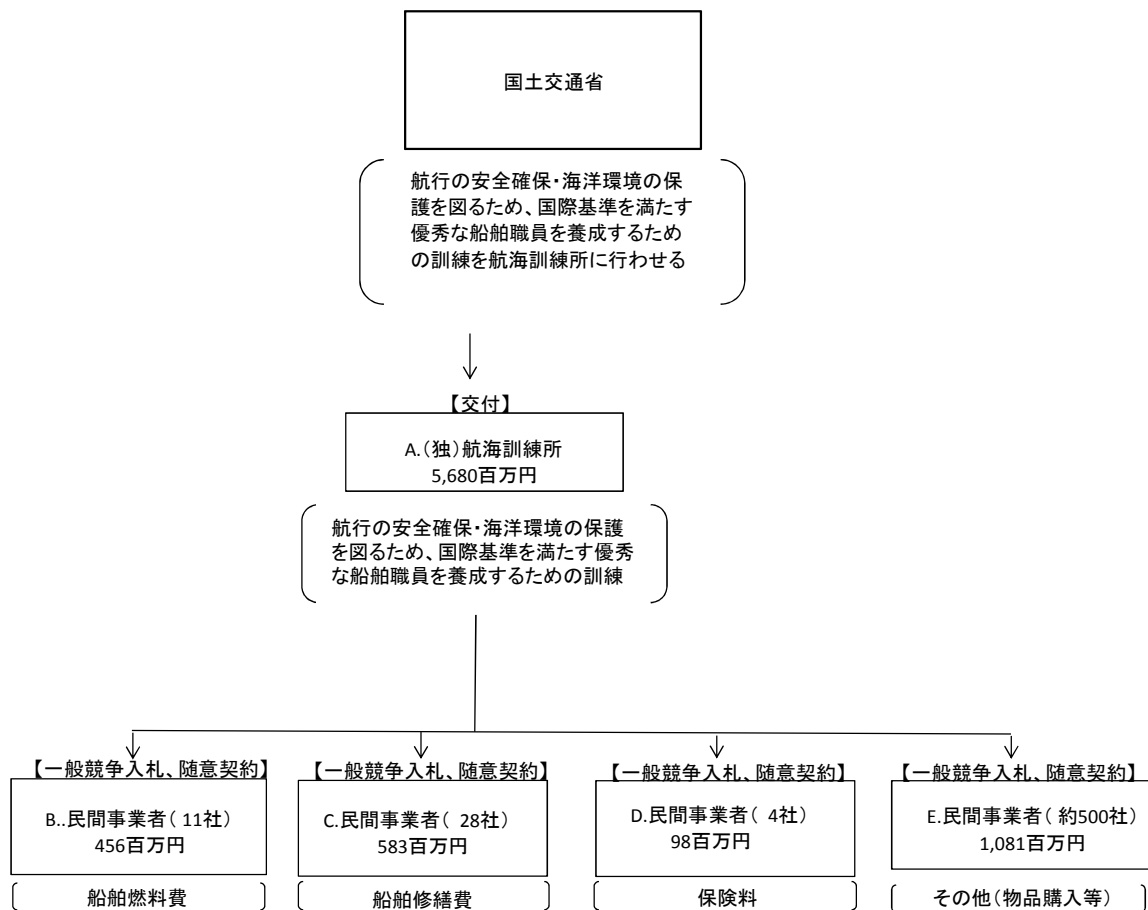 国土交通省
航行の安全確保・海洋環境の保
護を図るため、国際基準を満たす
優秀な船舶職員を養成するため
の訓練を航海訓練所に行わせる
【交付】
A.(独)航海訓練所
5,680百万円
航行の安全確保・海洋環境の保護
を図るため、国際基準を満たす優秀
な船舶職員を養成するための訓練
【一般競争入札、随意契約】
B..民間事業者( 11社)
456百万円
船舶燃料費
【一般競争入札、随意契約】
C.民間事業者( 28社)
583百万円
船舶修繕費
【一般競争入札、随意契約】
D.民間事業者( 4社)
98百万円
保険料
【一般競争入札、随意契約】
E.民間事業者( 約500社)
1,081百万円
その他(物品購入等)